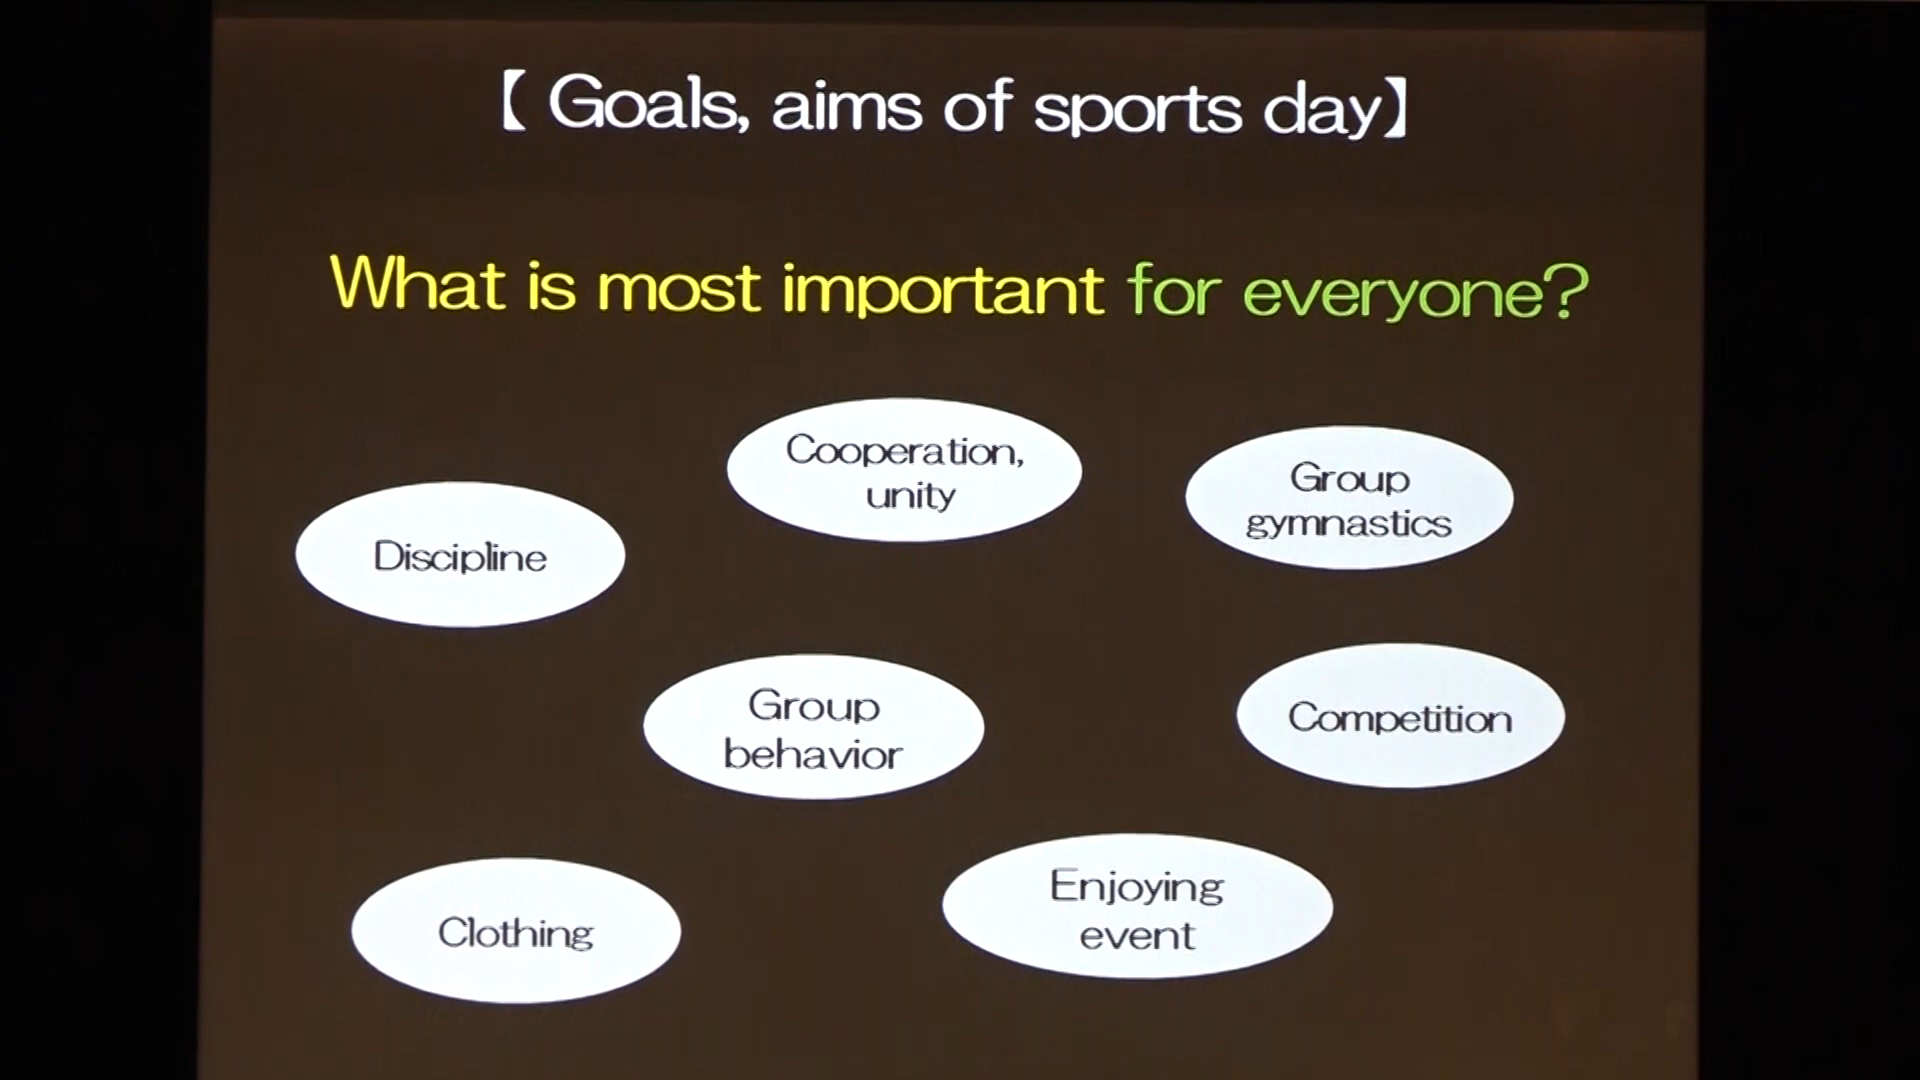 【 Goals, aims of sports day】
What is most important for everyone?
Cooperation,
unity
Group
gymnastics
Discipline
Group
behavior
Competition
Clothing
Enjoying
event